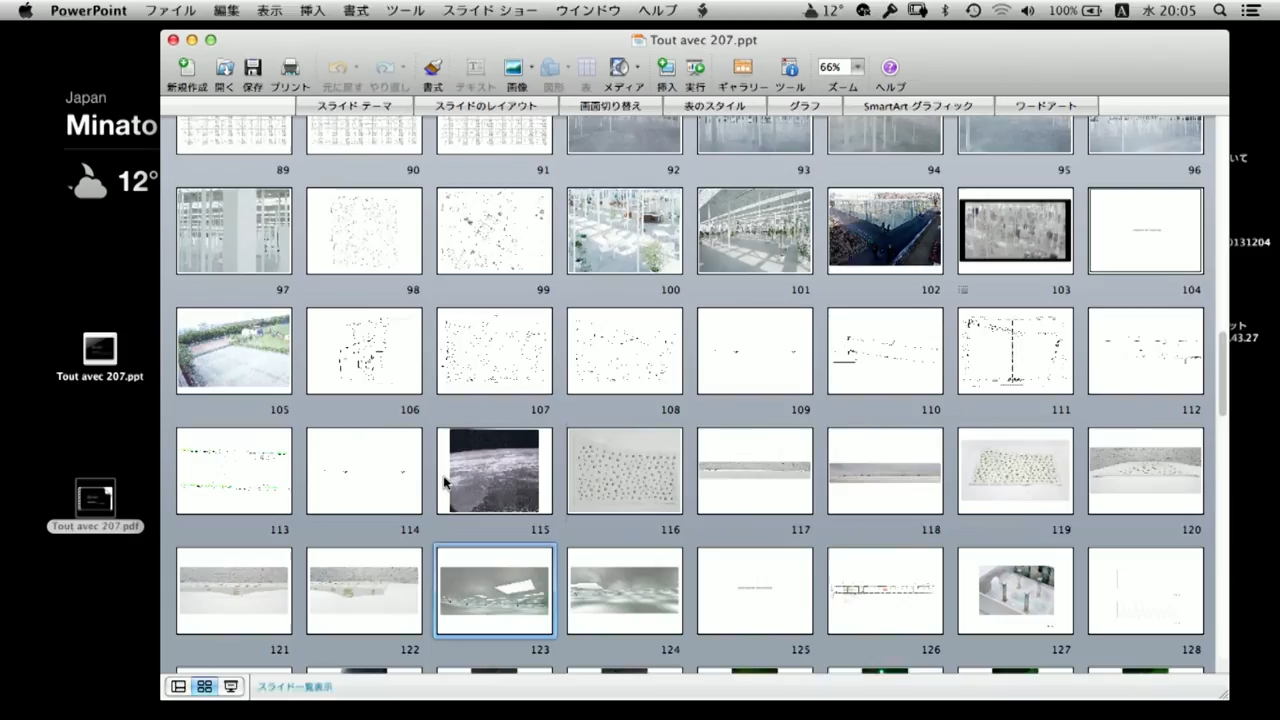 PowerPoint ファイル 編集 表示 挿入 書式 ツール スライド ショー ウインドウ ヘルプ 12° 100% A 水 20:05
Tout avec 207.ppt
新規作成 開く 保存 プリント 元に戻す やり直し 書式 テキスト 画像 図形 表 メディア 挿入 実行 ギャラリー ツール 66% ズーム ヘルプ
スライド テーマ スライドのレイアウト 画面切り替え 表のスタイル グラフ SmartArt グラフィック ワードアート
Japan
Minato
12°
89 90 91 92 93 94 95 96
97 98 99 100 101 102 103 104
105 106 107 108 109 110 111 112
113 114 115 116 117 118 119 120
121 122 123 124 125 126 127 128
Tout avec 207.ppt
Tout avec 207.pdf
いて
0131204
ット
.43.27
スライド一覧表示